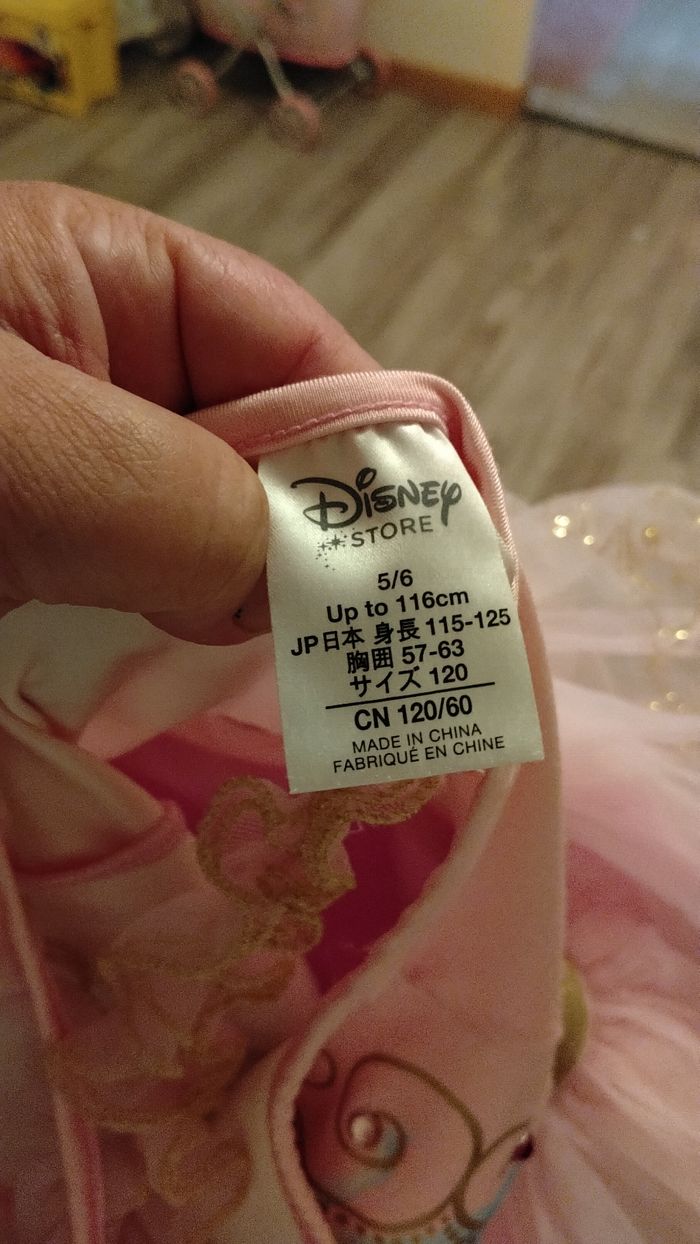 Disney
STORE
5/6
Up to 116cm
JP日本 身長 115-125
胸囲 57-63
サイズ 120
CN 120/60
MADE IN CHINA
FABRIQUÉ EN CHINE